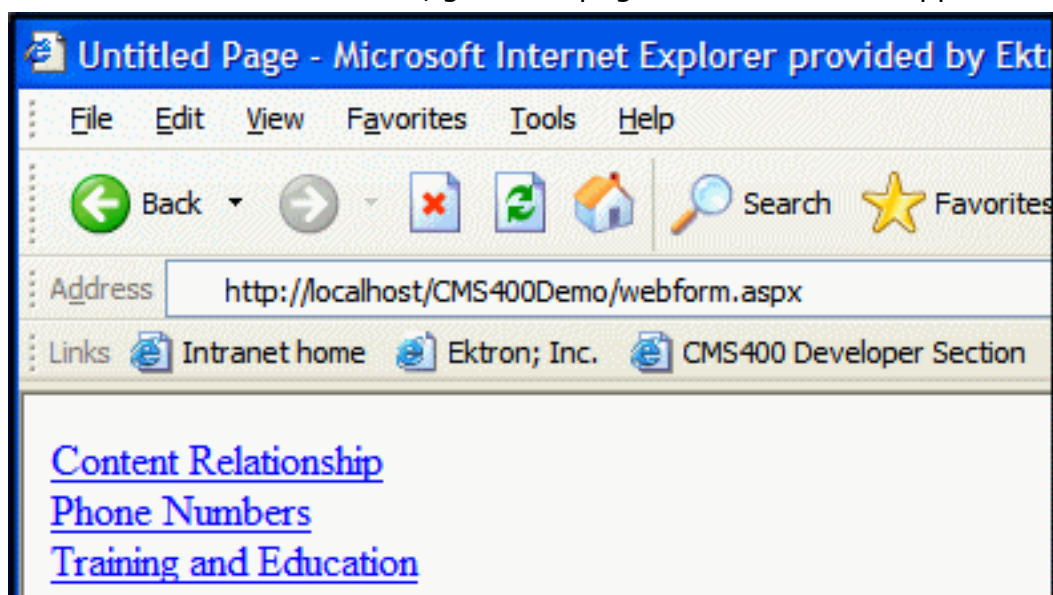 Untitled Page - Microsoft Internet Explorer provided by Ekt
File Edit View Favorites Tools Help
Back Search Favorites
Address http://localhost/CMS400Demo/webform.aspx
Links Intranet home Ektron; Inc. CMS400 Developer Section
Content Relationship
Phone Numbers
Training and Education